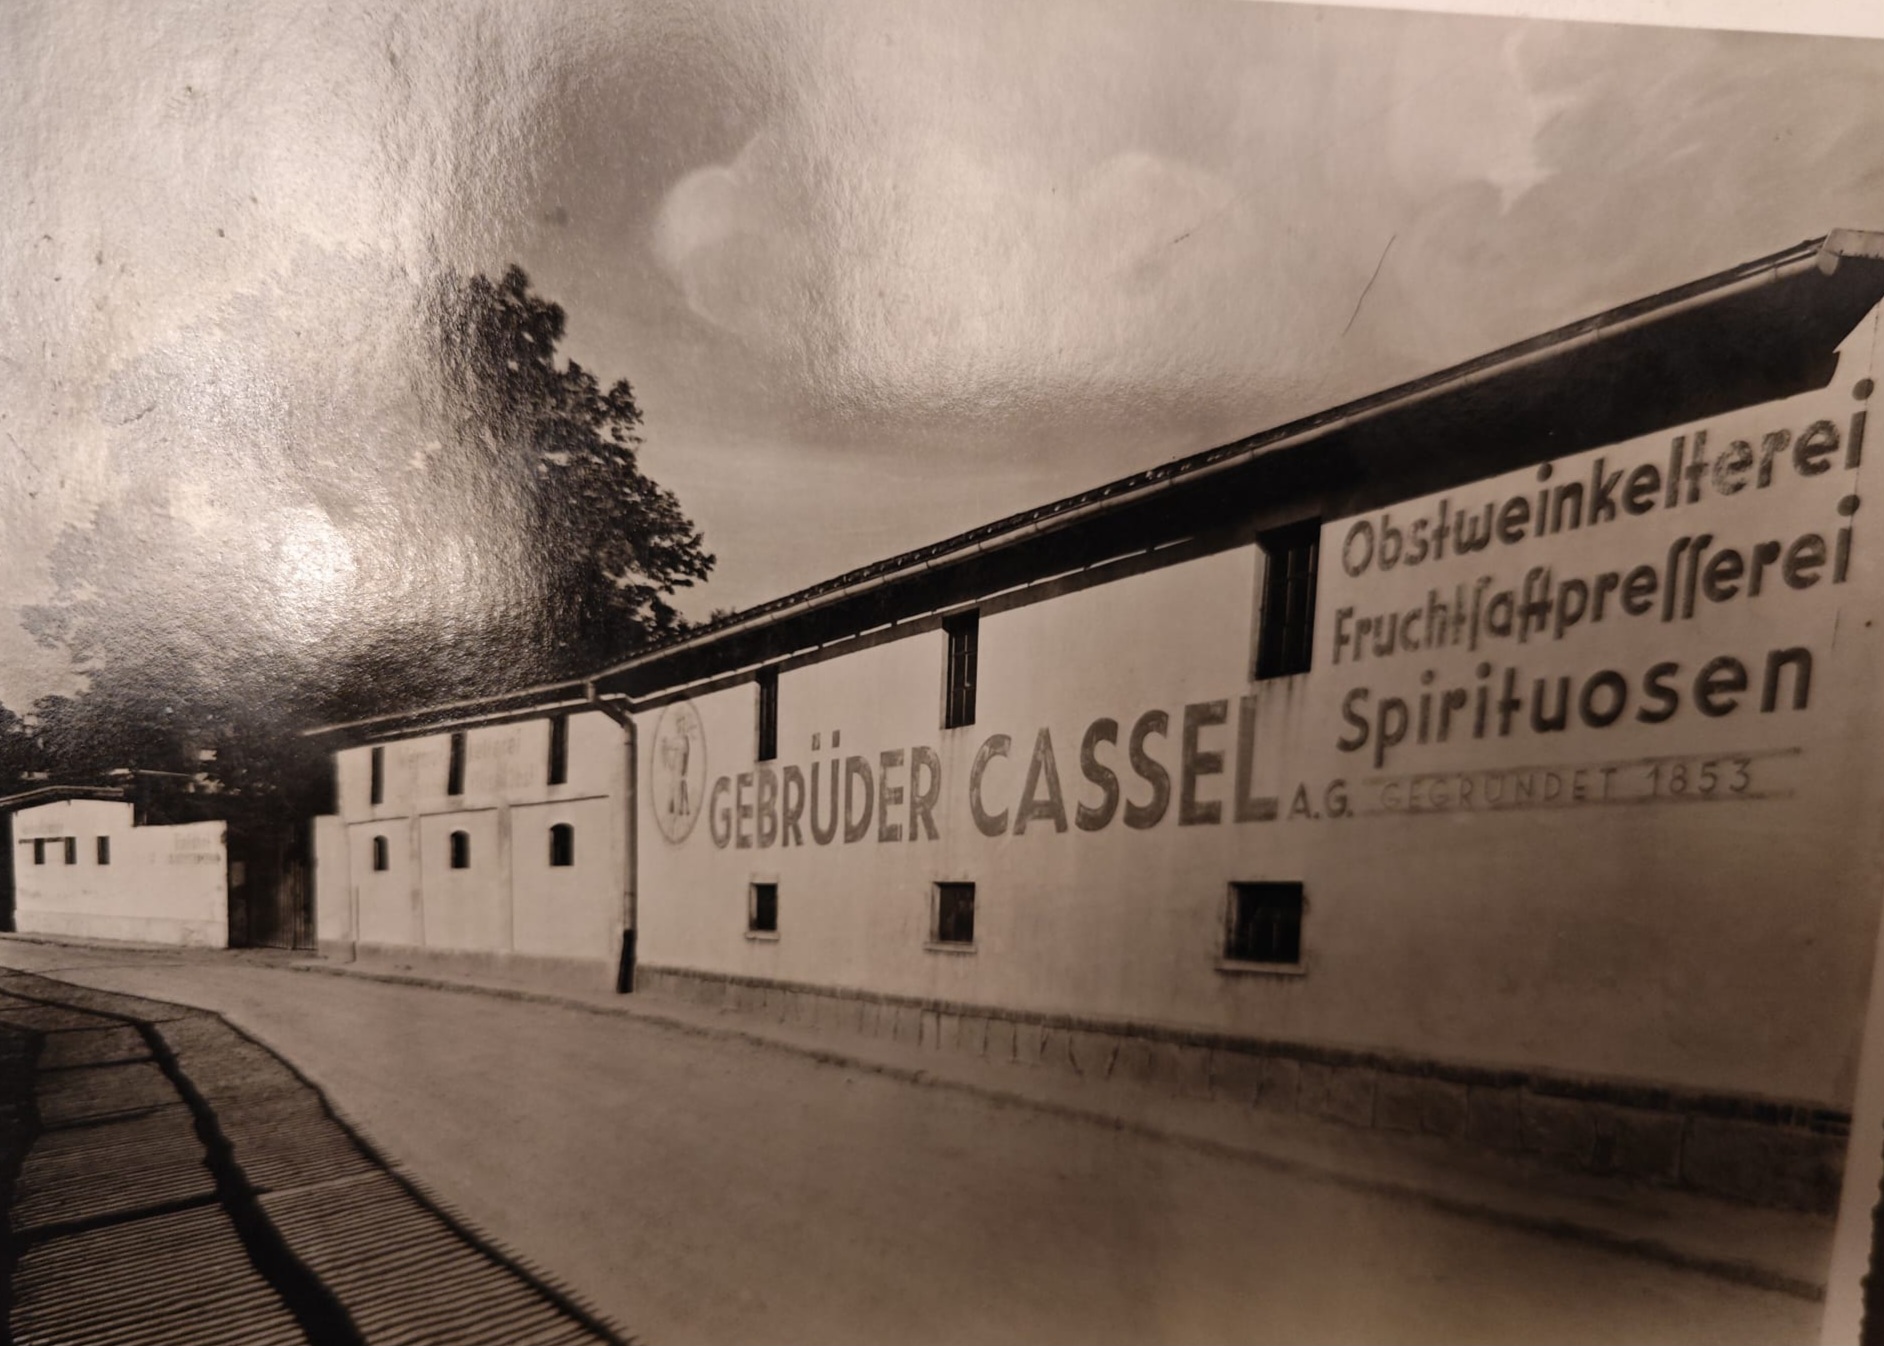 Obstweinkelterei
Fruchtſaftpreſſerei
Spirituosen
GEBRÜDER CASSEL A.G. GEGRÜNDET 1853